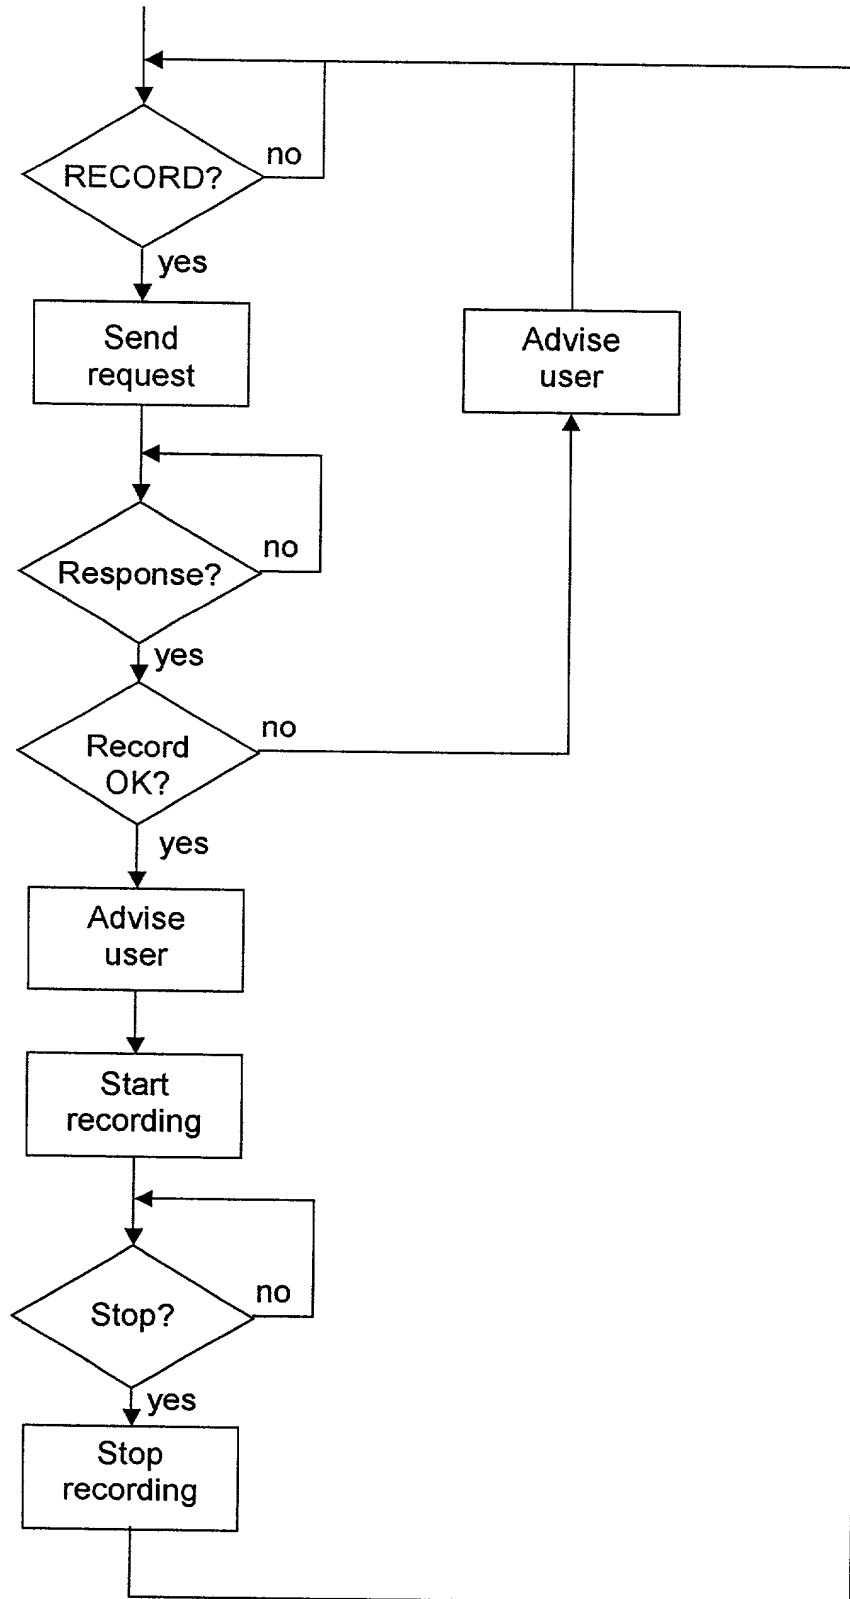 no
RECORD?
yes
Send
request
Advise
user
no
Response?
yes
no
Record
OK?
yes
Advise
user
Start
recording
no
Stop?
yes
Stop
recording